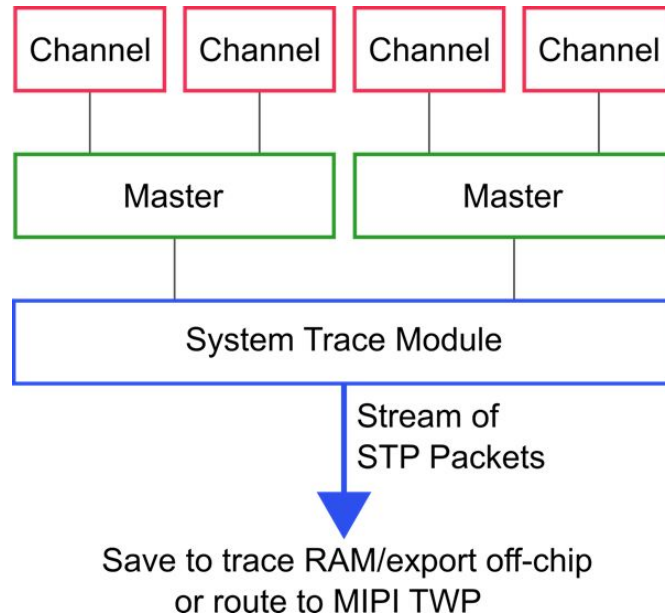 Channel Channel Channel Channel
Master Master
System Trace Module
Stream of
STP Packets
Save to trace RAM/export off-chip
or route to MIPI TWP